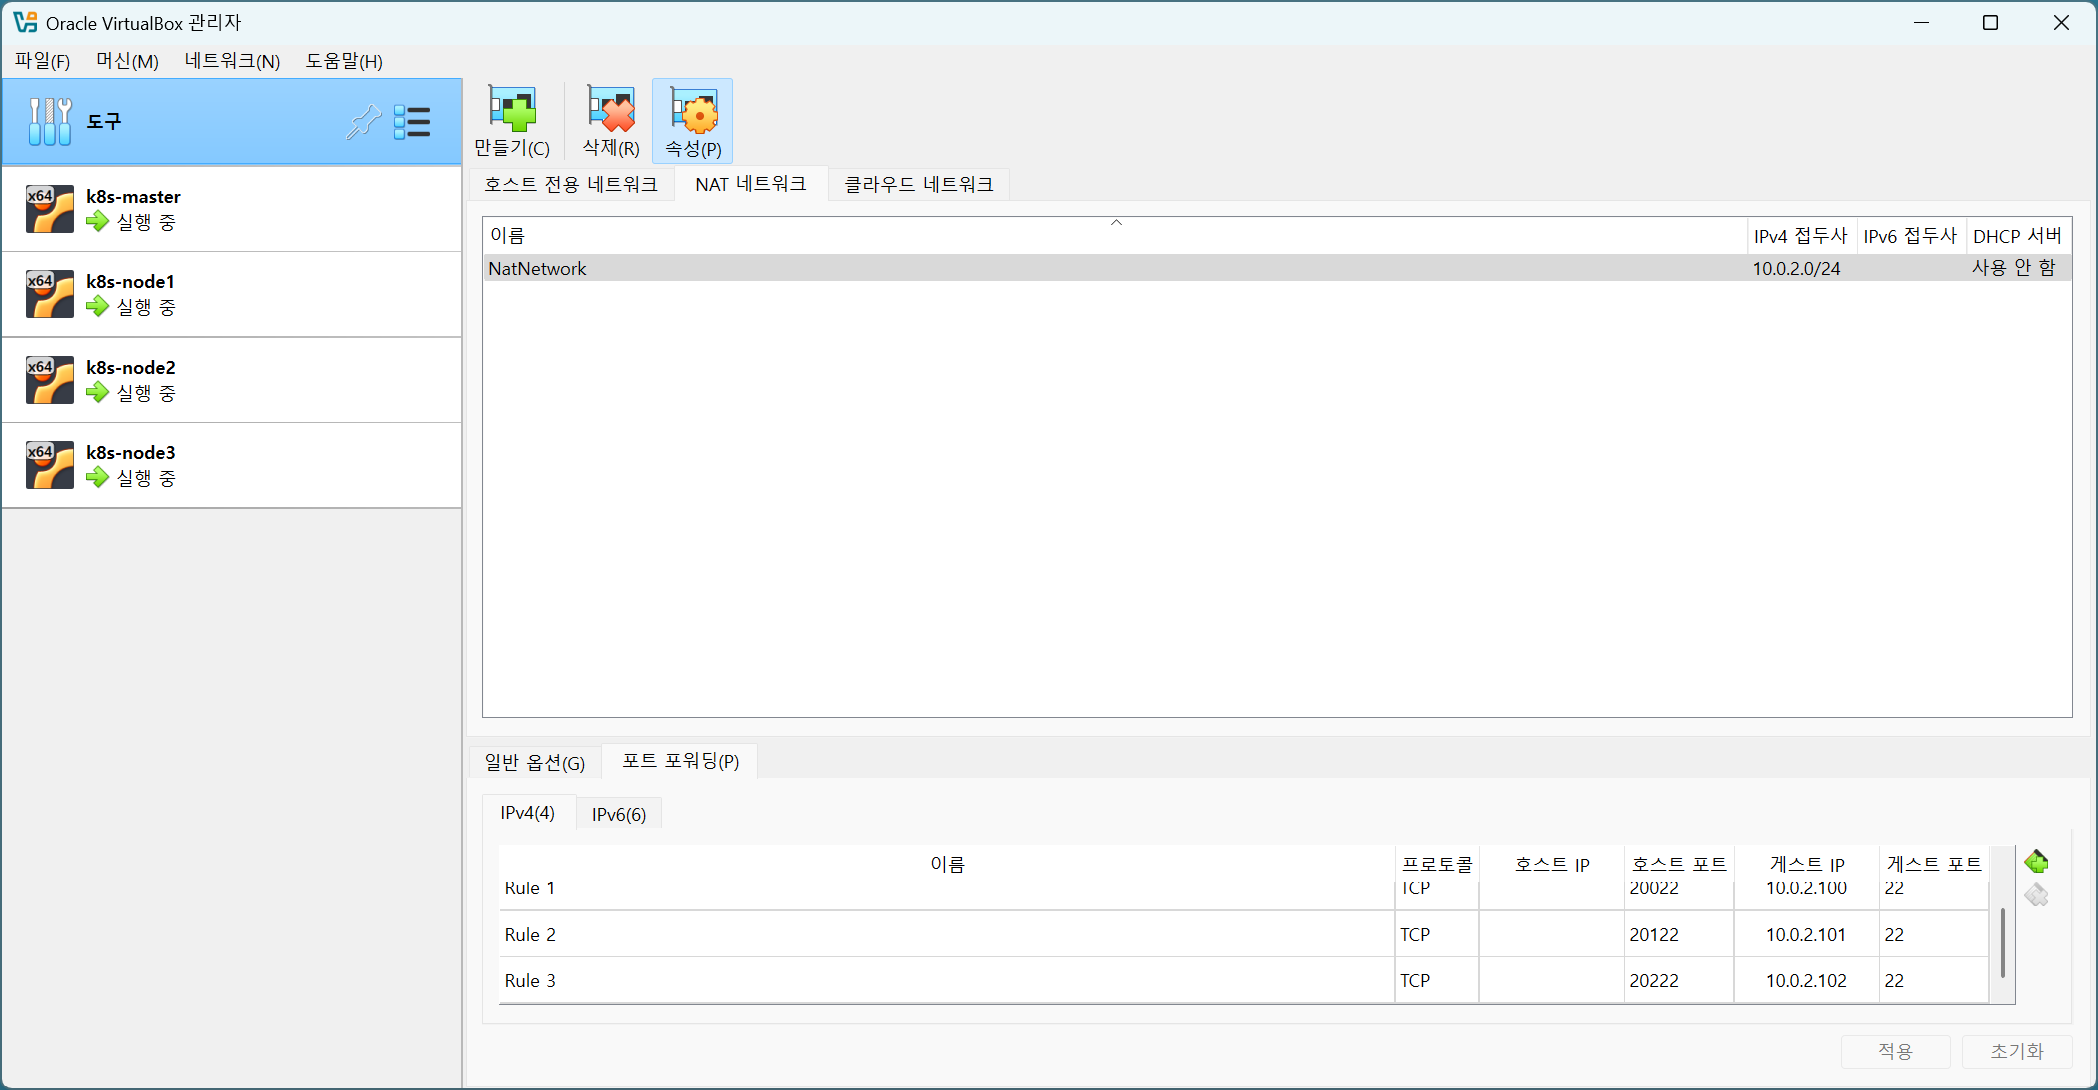 Oracle VirtualBox 관리자
파일(F) 머신(M) 네트워크(N) 도움말(H)
도구
만들기(C) 삭제(R) 속성(P)
x64 k8s-master
실행 중
x64 k8s-node1
실행 중
x64 k8s-node2
실행 중
x64 k8s-node3
실행 중
호스트 전용 네트워크 NAT 네트워크 클라우드 네트워크
이름 IPv4 접두사 IPv6 접두사 DHCP 서버
NatNetwork 10.0.2.0/24 사용 안 함
일반 옵션(G) 포트 포워딩(P)
IPv4(4) IPv6(6)
이름 프로토콜 호스트 IP 호스트 포트 게스트 IP 게스트 포트
Rule 1 TCP 20022 10.0.2.100 22
Rule 2 TCP 20122 10.0.2.101 22
Rule 3 TCP 20222 10.0.2.102 22
적용 초기화